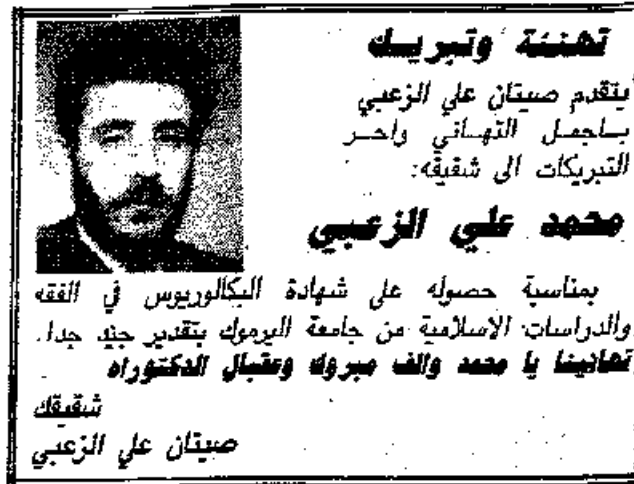 تهنئة وتبريك
يتقدم صيتان علي الزعبي
باجمل التهاني واحر
التبريكات الى شقيقه:
محمد علي الزعبي
بمناسبة حصوله على شهادة البكالوريوس في الفقه
والدراسات الاسلامية من جامعة اليرموك بتقدير جيد جدا.
تهانينا يا محمد والف مبروك وعقبال الدكتوراه
شقيقك
صيتان علي الزعبي